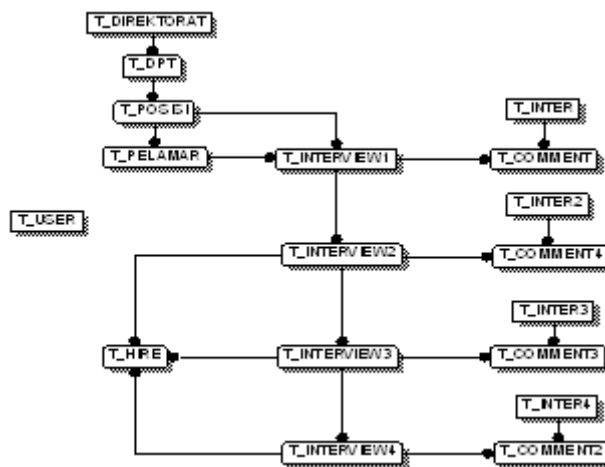 T_DIREKTORAT
T_DPT
T_POSISI
T_INTER
T_PELAMAR
T_INTERVIEW1
T_COMMENT
T_USER
T_INTER2
T_INTERVIEW2
T_COMMENT4
T_INTER3
T_HIRE
T_INTERVIEW3
T_COMMENT3
T_INTER4
T_INTERVIEW4
T_COMMENT2